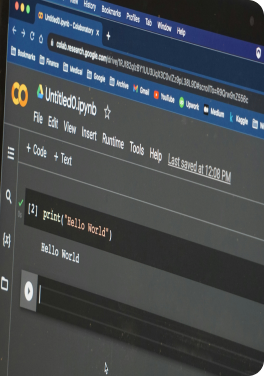 View History Bookmarks Profiles Tab Window Help
Untitled0.ipynb - Colaboratory
colab.research.google.com
Bookmarks Finance Medical Google Archive Gmail YouTube Upwork Medium Kaggle
Untitled0.ipynb
File Edit View Insert Runtime Tools Help Last saved at 12:08 PM
+ Code + Text
[2] print("Hello World")
Hello World
{x}